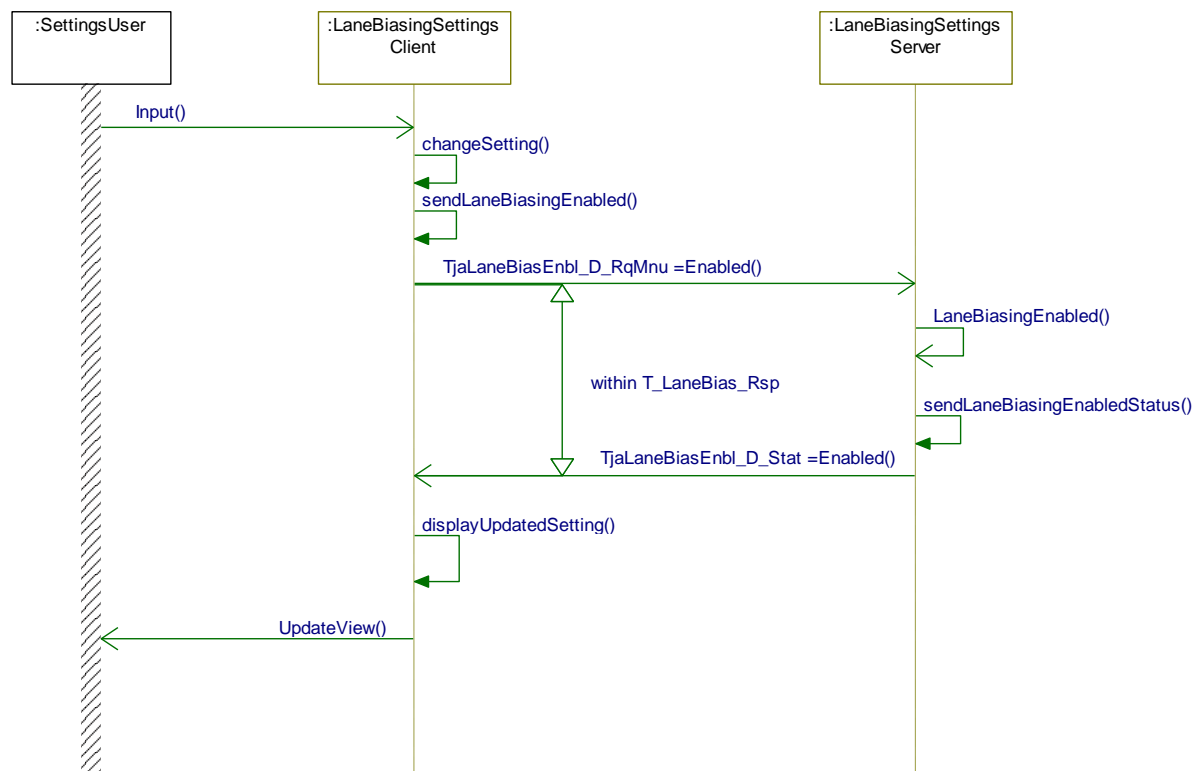 :SettingsUser
:LaneBiasingSettings
Client
:LaneBiasingSettings
Server
Input()
changeSetting()
sendLaneBiasingEnabled()
TjaLaneBiasEnbl_D_RqMnu =Enabled()
LaneBiasingEnabled()
within T_LaneBias_Rsp
sendLaneBiasingEnabledStatus()
TjaLaneBiasEnbl_D_Stat =Enabled()
displayUpdatedSetting()
UpdateView()